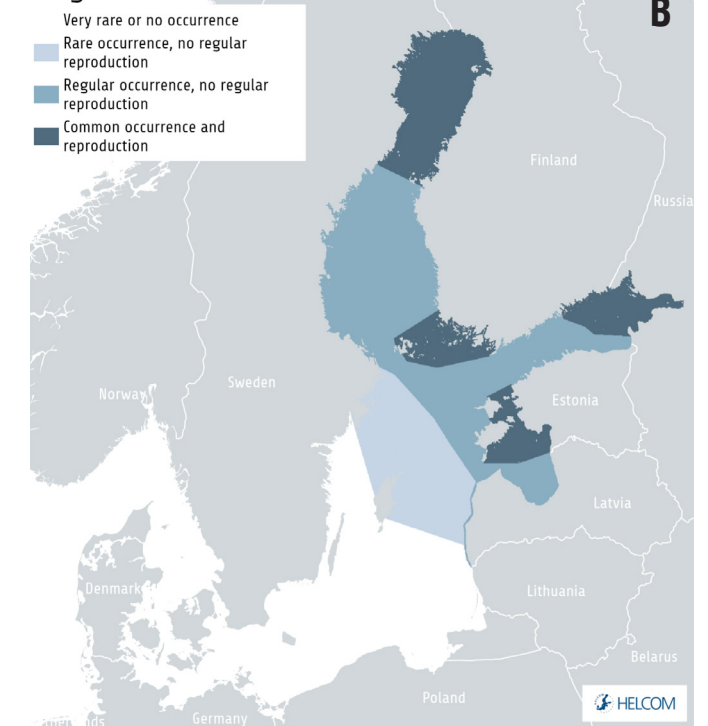 B
Very rare or no occurrence
Rare occurrence, no regular
reproduction
Regular occurrence, no regular
reproduction
Common occurrence and
reproduction
Finland
Russia
Sweden
Norway
Estonia
Latvia
Denmark
Lithuania
Belarus
Poland
HELCOM
Germany